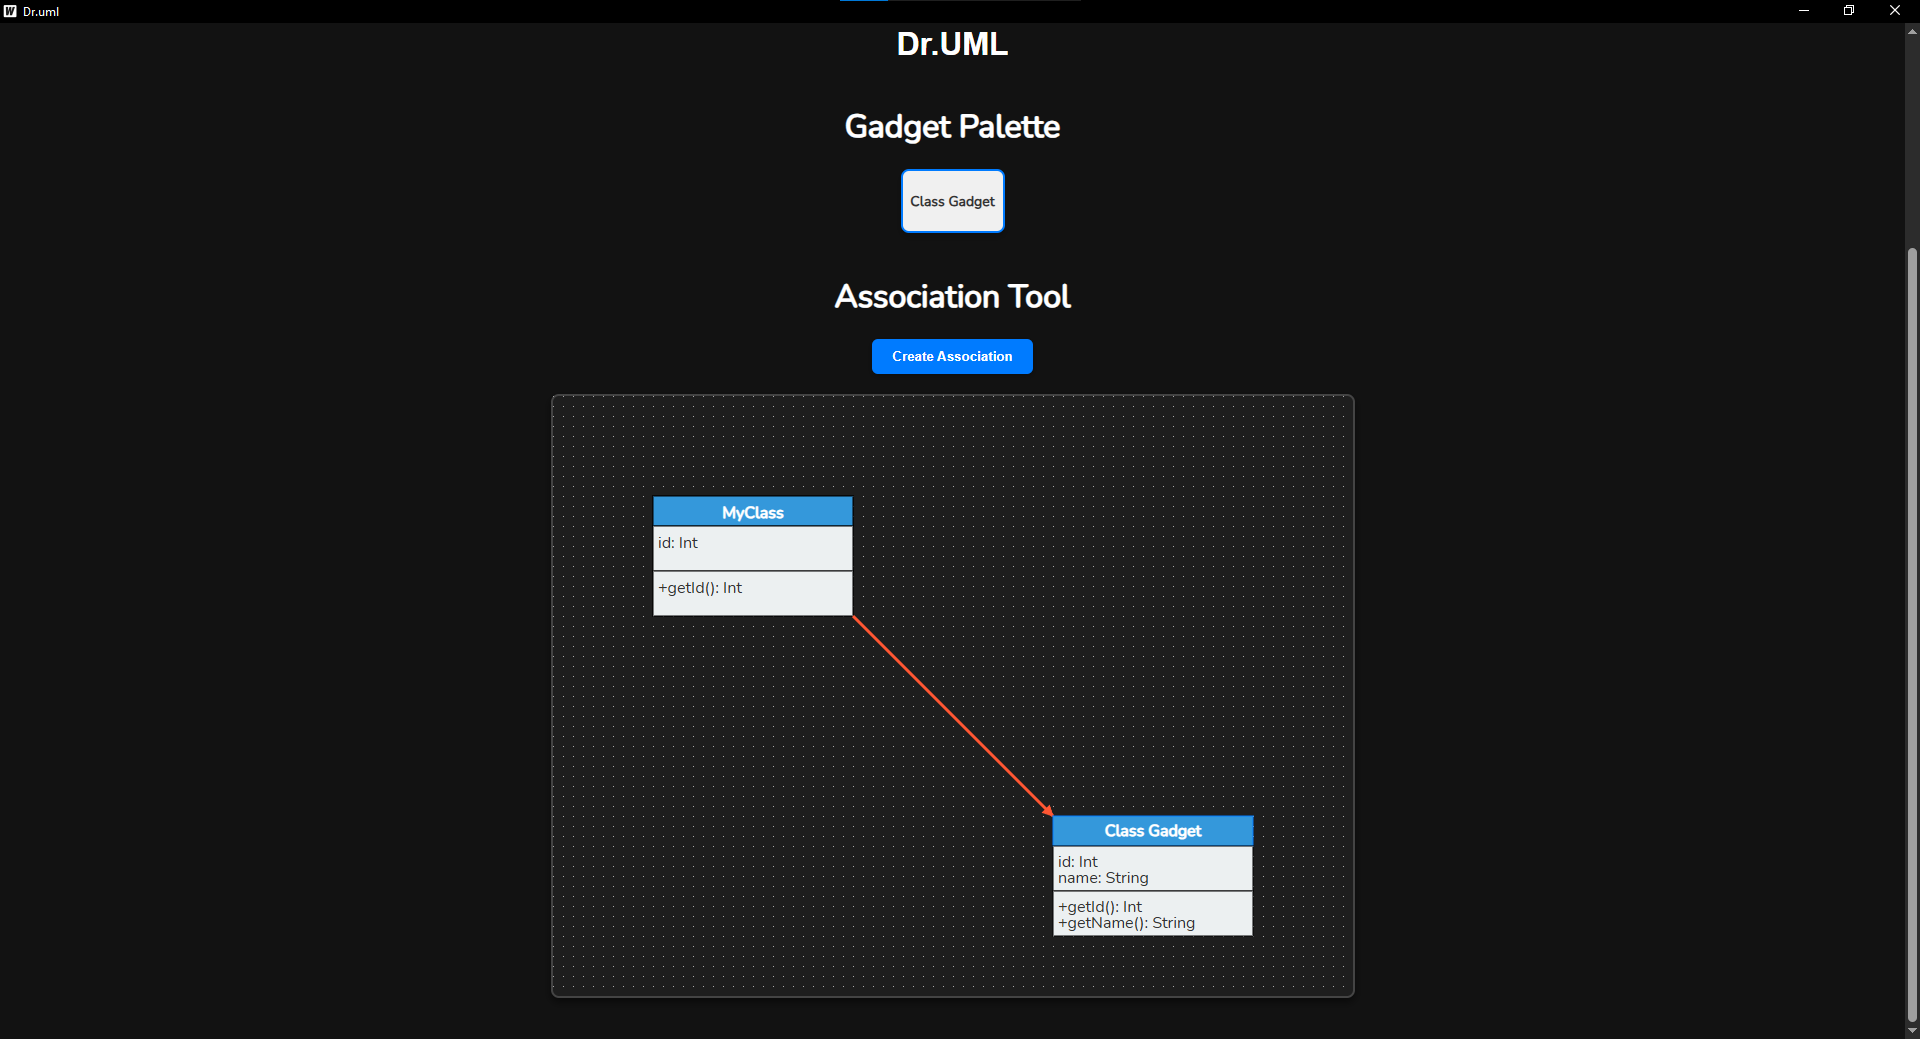 Dr.uml
Dr.UML
Gadget Palette
Class Gadget
Association Tool
Create Association
MyClass
id: Int
+getId(): Int
Class Gadget
id: Int
name: String
+getId(): Int
+getName(): String